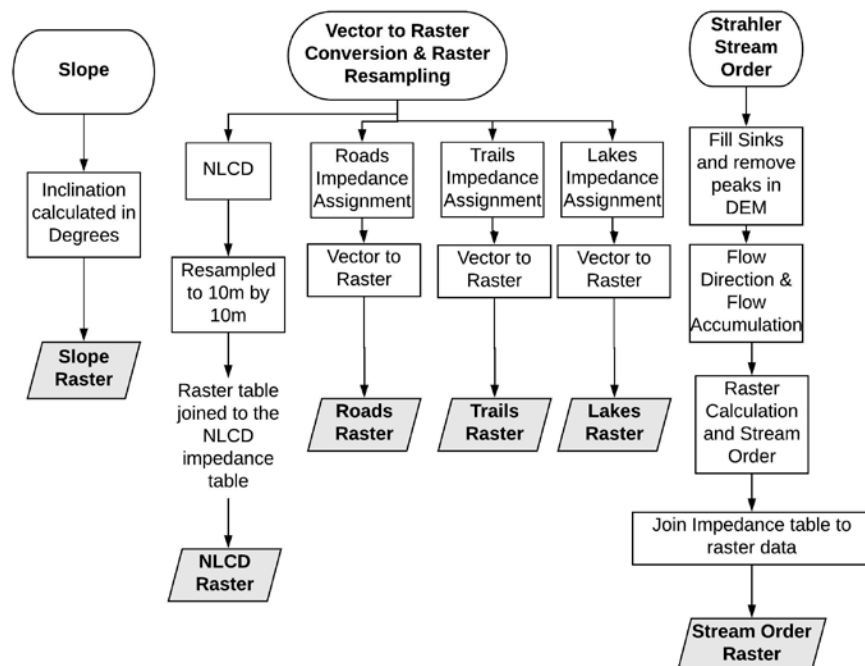 Slope
Inclination
calculated in
Degrees
Slope
Raster
Vector to Raster
Conversion & Raster
Resampling
NLCD
Resampled
to 10m by
10m
Raster table
joined to the
NLCD
impedance
table
NLCD
Raster
Roads
Impedance
Assignment
Vector to
Raster
Roads
Raster
Trails
Impedance
Assignment
Vector to
Raster
Trails
Raster
Lakes
Impedance
Assignment
Vector to
Raster
Lakes
Raster
Strahler
Stream
Order
Fill Sinks
and remove
peaks in
DEM
Flow
Direction &
Flow
Accumulation
Raster
Calculation
and Stream
Order
Join Impedance table to
raster data
Stream Order
Raster